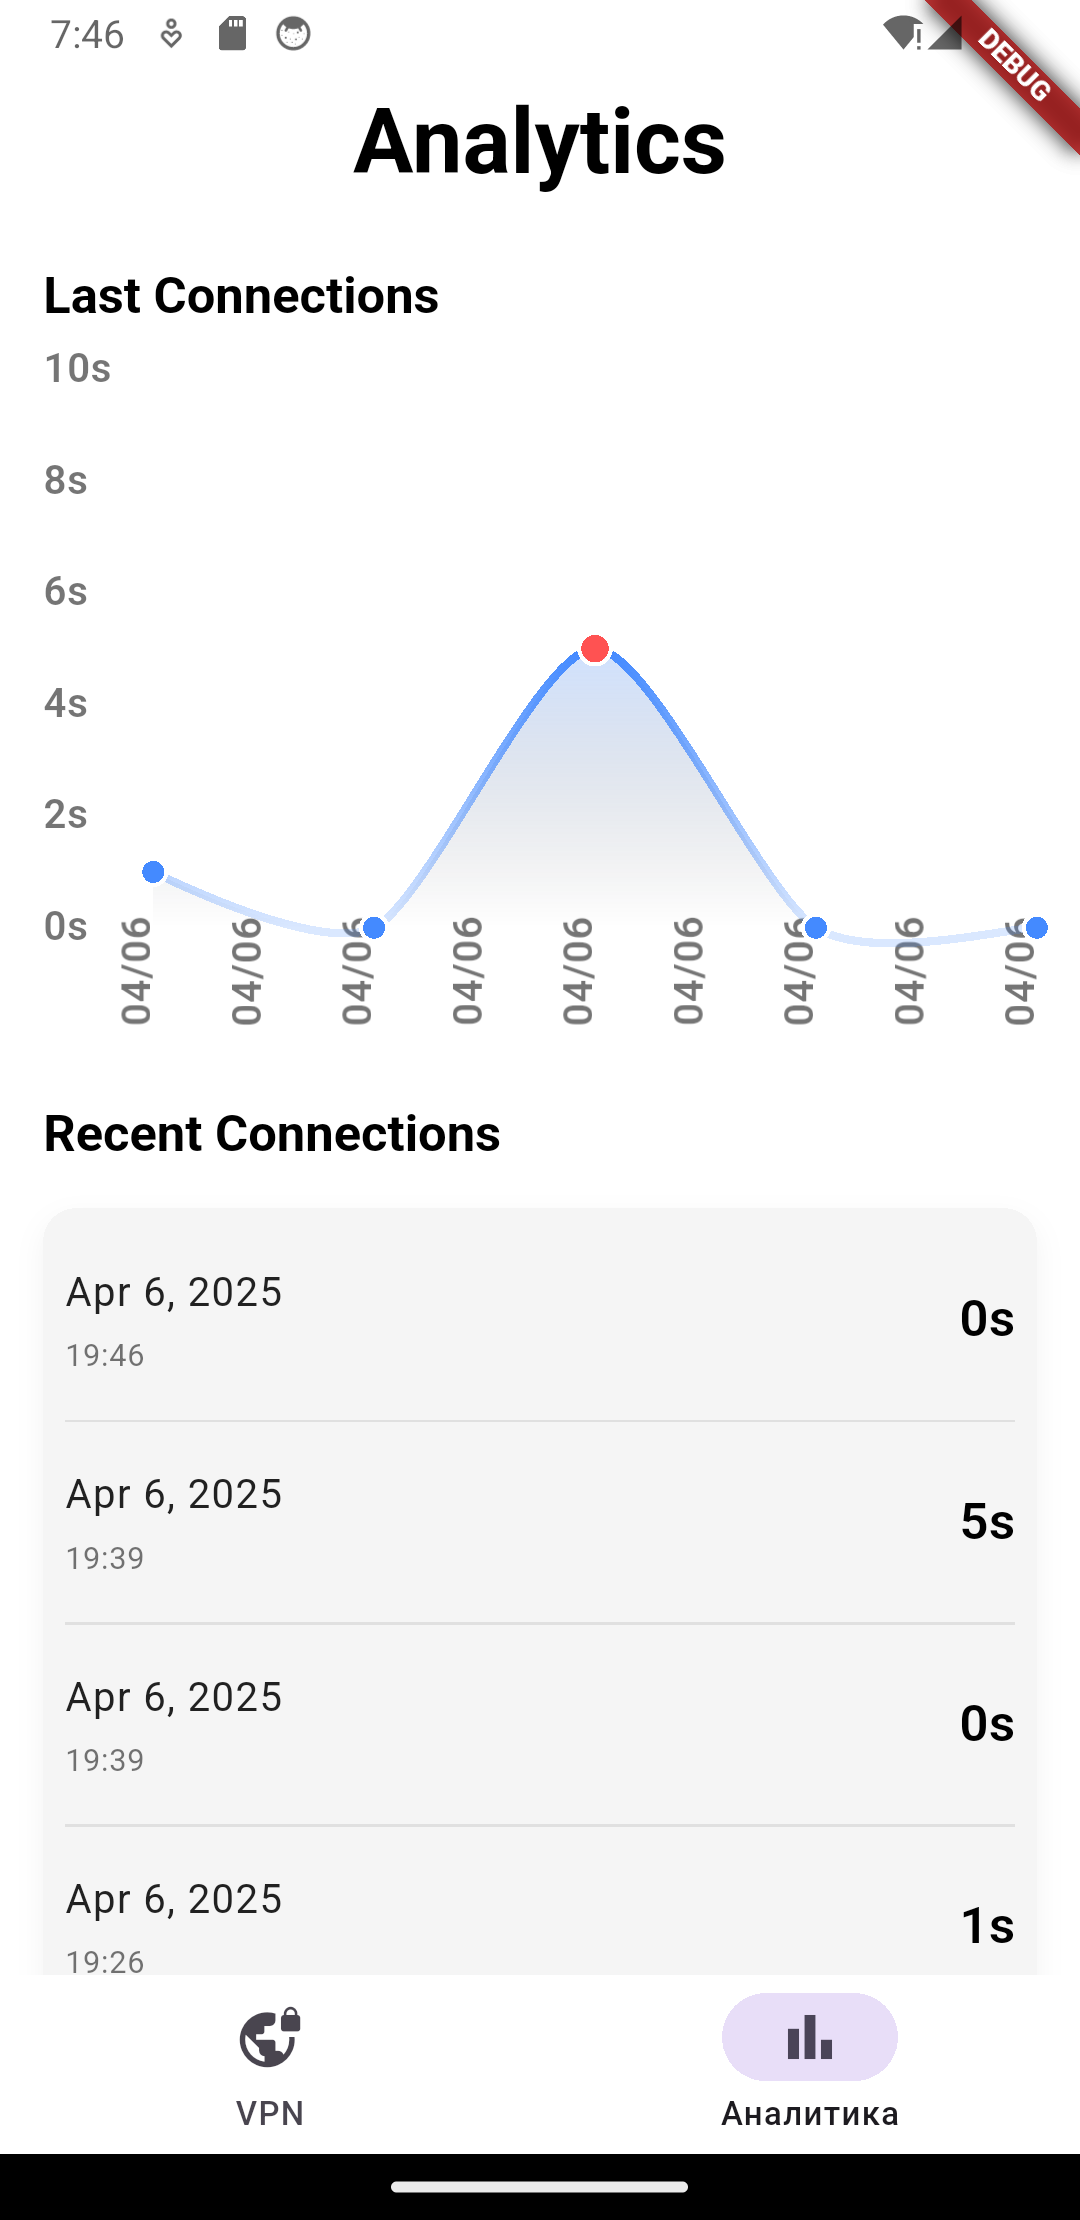 7:46
DEBUG
Analytics
Last Connections
10s
8s
6s
4s
2s
0s
04/06
04/06
04/06
04/06
04/06
04/06
04/06
04/06
04/06
Recent Connections
Apr 6, 2025
0s
19:46
Apr 6, 2025
5s
19:39
Apr 6, 2025
0s
19:39
Apr 6, 2025
1s
19:26
VPN
Аналитика